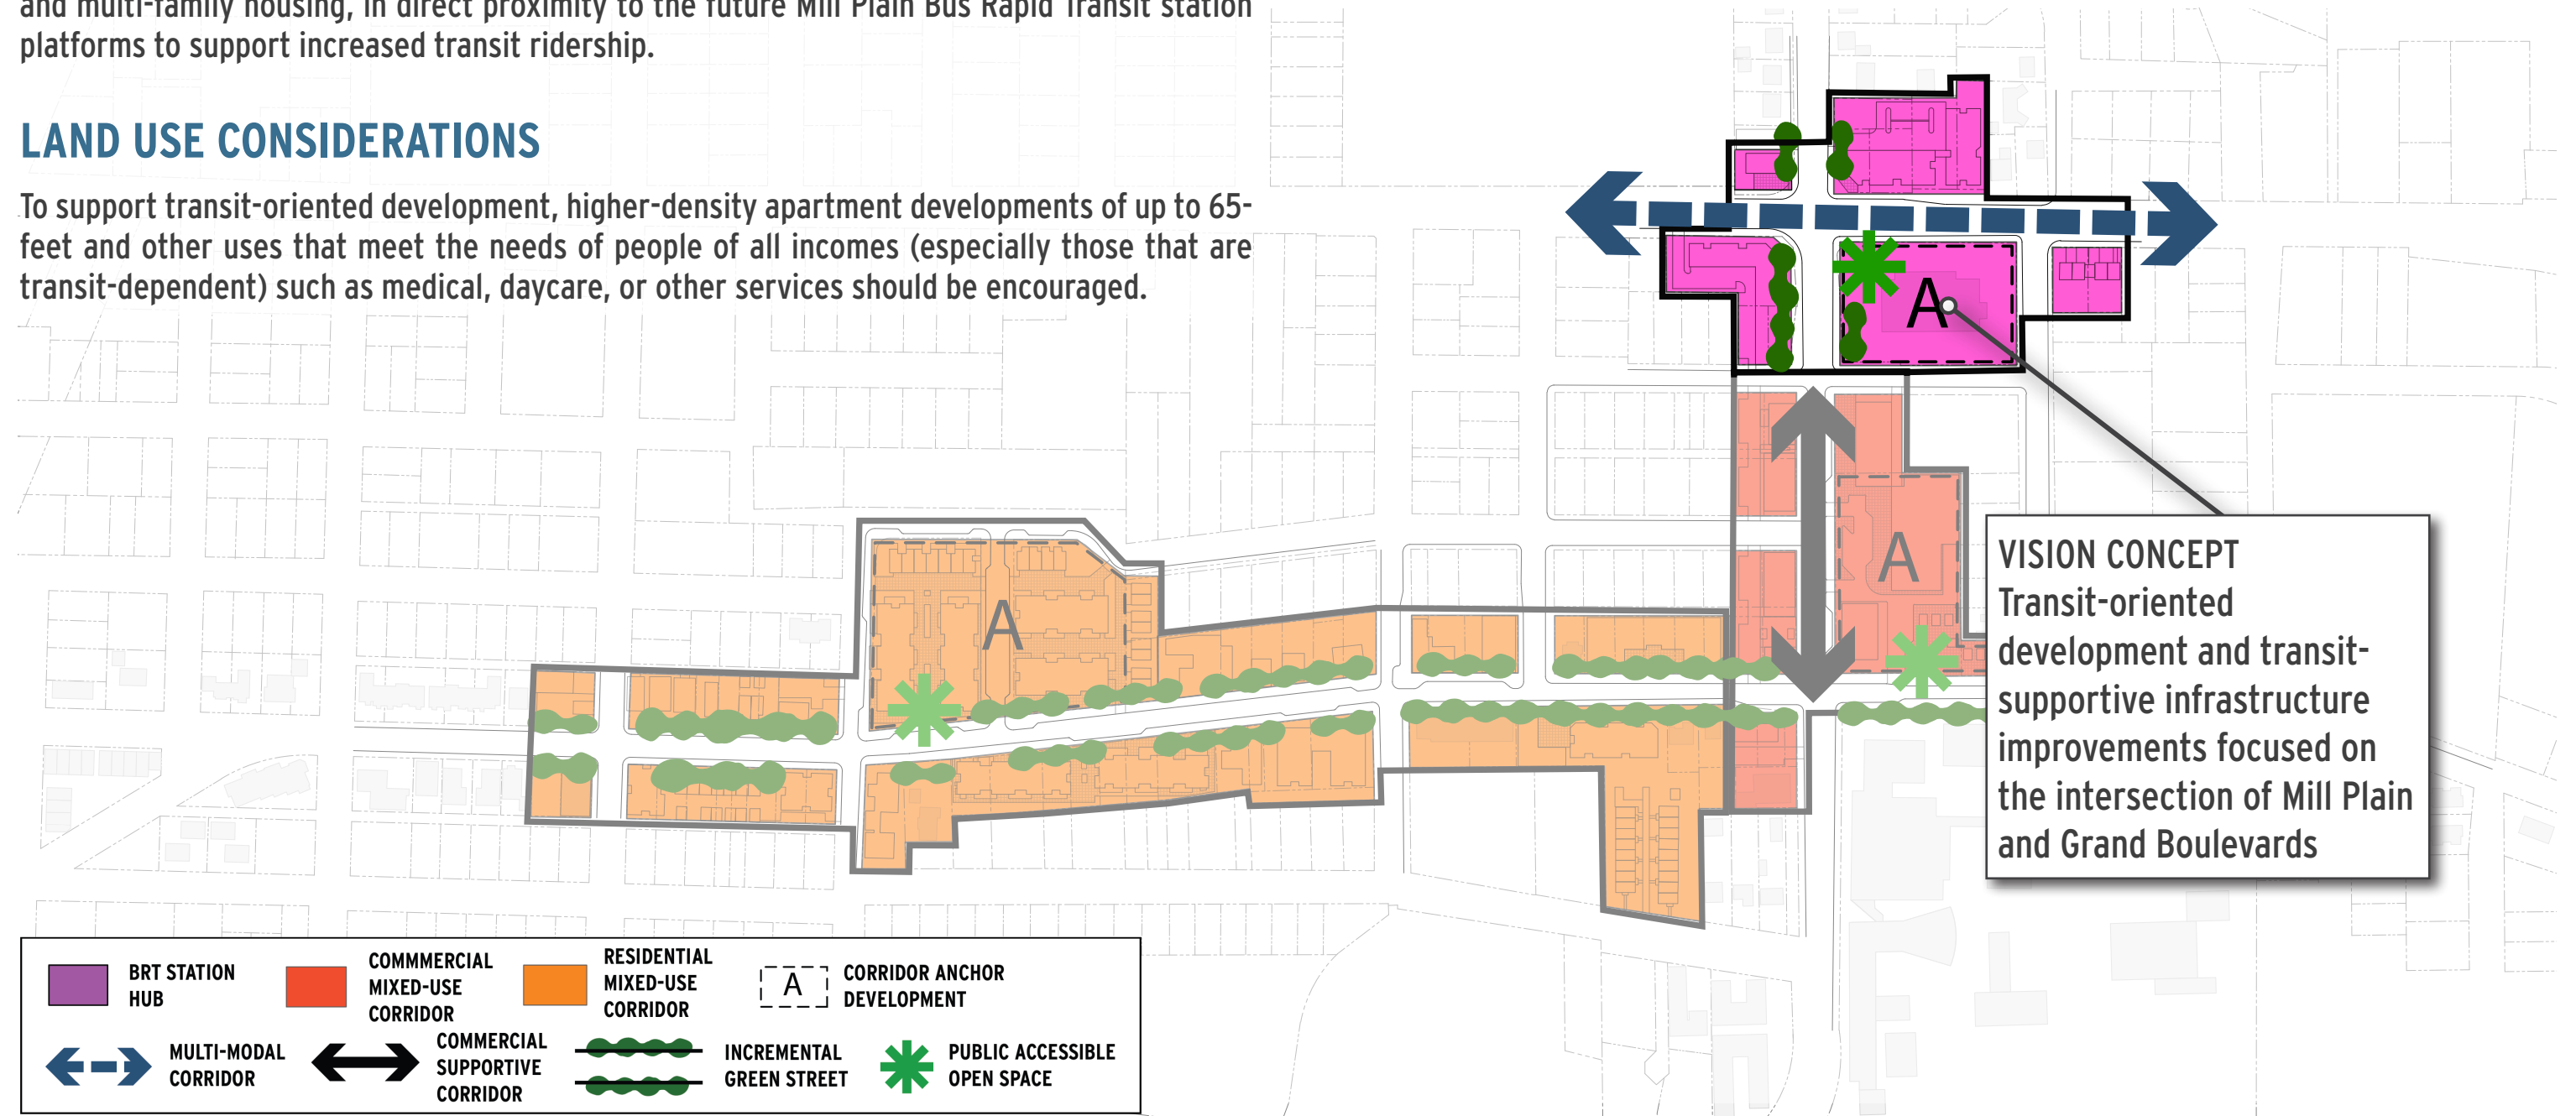 and multi-family housing, in direct proximity to the future Mill Plain Bus Rapid Transit station
platforms to support increased transit ridership.
LAND USE CONSIDERATIONS
To support transit-oriented development, higher-density apartment developments of up to 65-
feet and other uses that meet the needs of people of all incomes (especially those that are
transit-dependent) such as medical, daycare, or other services should be encouraged.
A
A
A
VISION CONCEPT
Transit-oriented
development and transit-
supportive infrastructure
improvements focused on
the intersection of Mill Plain
and Grand Boulevards
BRT STATION
HUB
COMMMERCIAL
MIXED-USE
CORRIDOR
RESIDENTIAL
MIXED-USE
CORRIDOR
A
CORRIDOR ANCHOR
DEVELOPMENT
MULTI-MODAL
CORRIDOR
COMMERCIAL
SUPPORTIVE
CORRIDOR
INCREMENTAL
GREEN STREET
PUBLIC ACCESSIBLE
OPEN SPACE